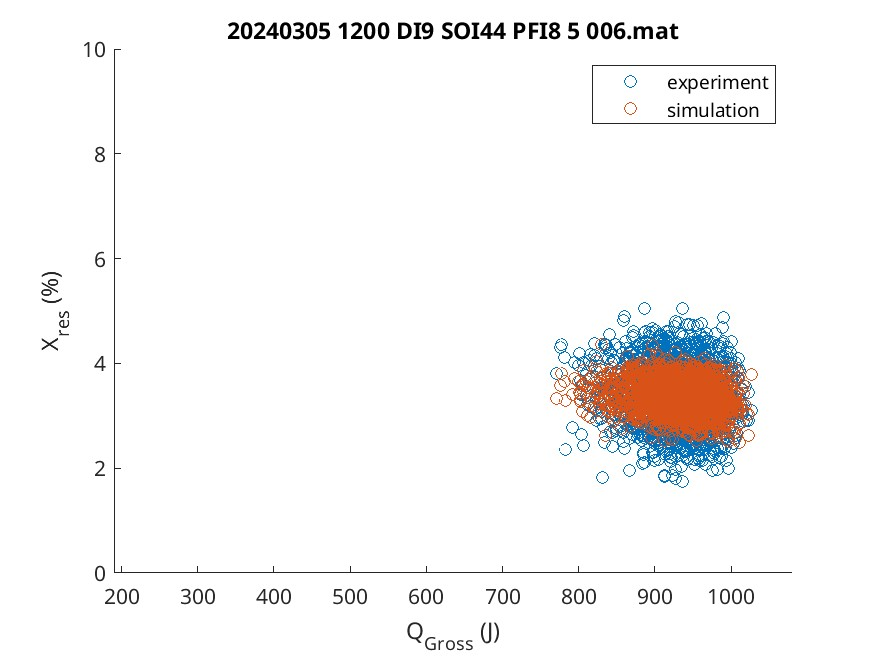 20240305 1200 DI9 SOI44 PFI8 5 006.mat
experiment
simulation
10
8
6
4
2
0
X_res (%)
200 300 400 500 600 700 800 900 1000
Q_Gross (J)